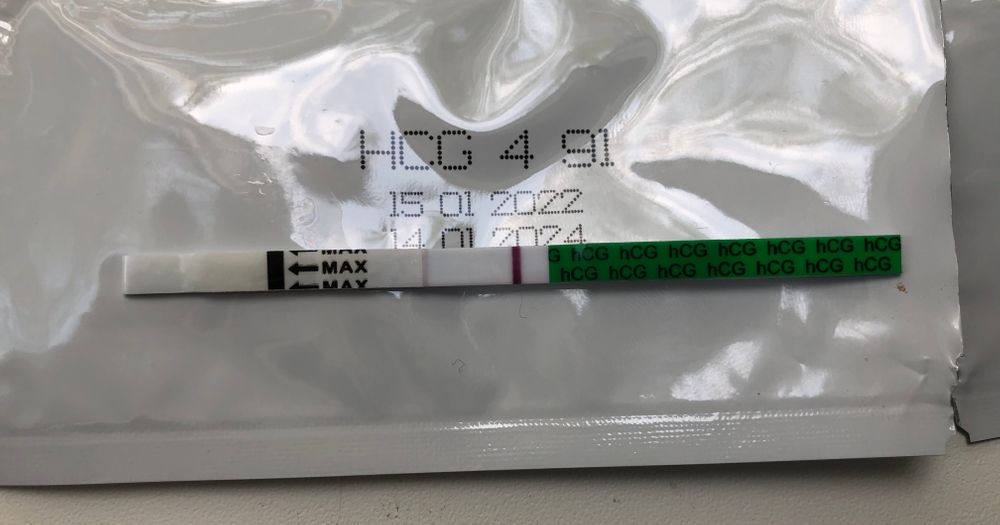 HCG 4 91
15 01 2022
14 01 2024
MAX
MAX
MAX
G hCG hCG hCG hCG hCG hCG hCG
hCG hCG hCG hCG hCG hCG hCG